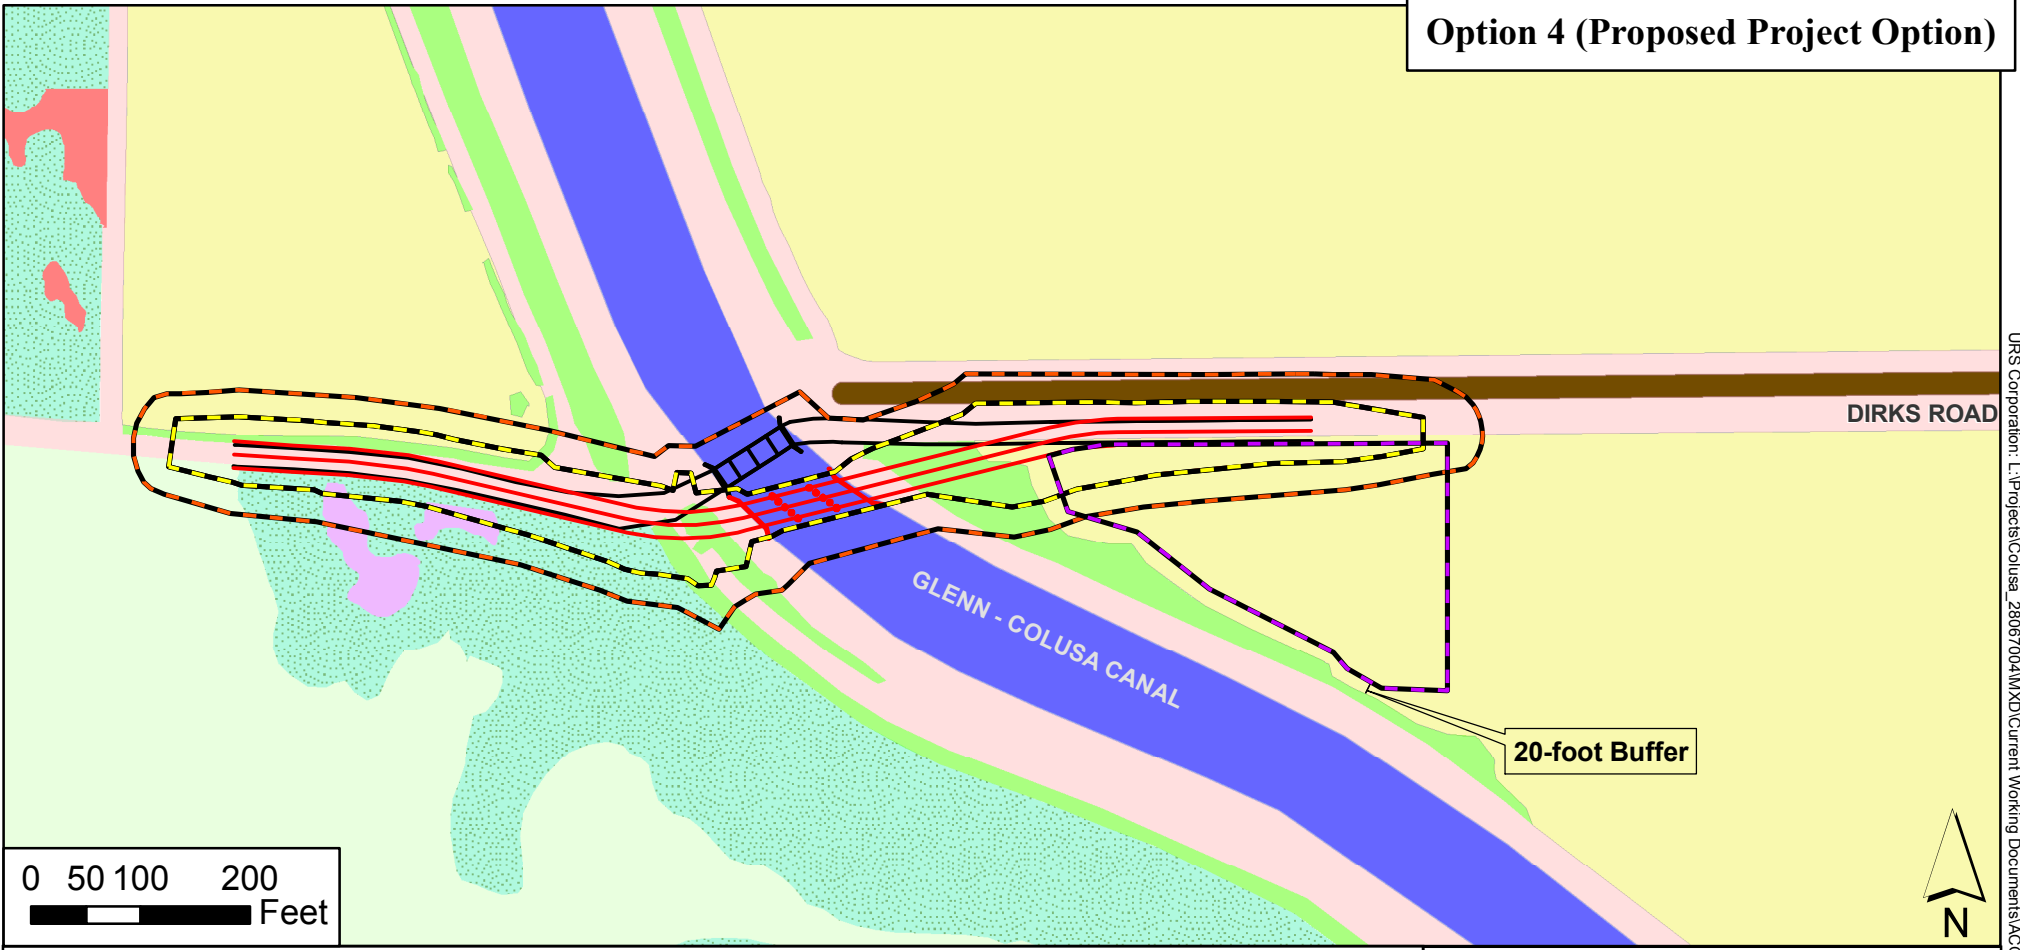 Option 4 (Proposed Project Option)
DIRKS ROAD
GLENN - COLUSA CANAL
20-foot Buffer
0 50 100 200
Feet
N
URS Corporation: L:\Projects\Colusa_28067004\MXD\Current Working Documents\